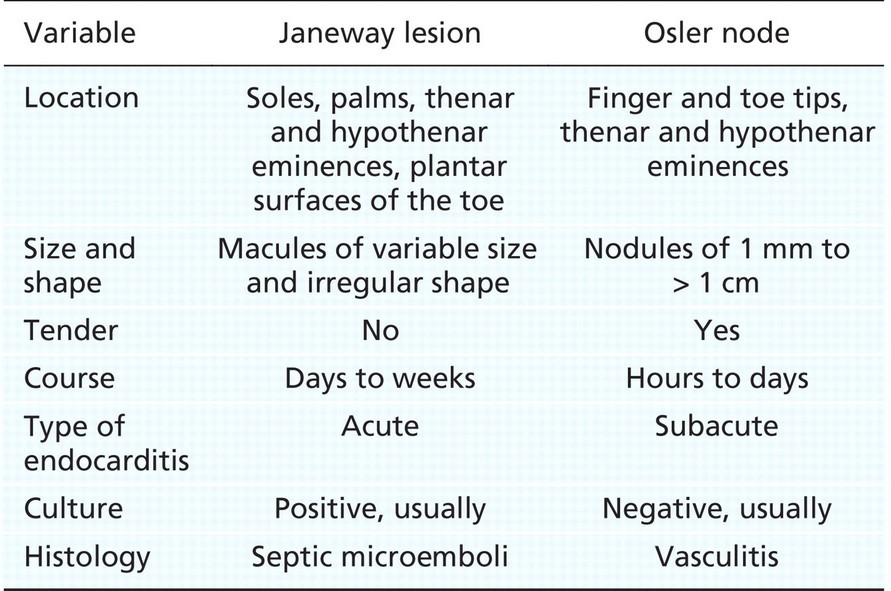 Variable Janeway lesion Osler node
Location Soles, palms, thenar Finger and toe tips,
and hypothenar thenar and hypothenar
eminences, plantar eminences
surfaces of the toe
Size and Macules of variable size Nodules of 1 mm to
shape and irregular shape > 1 cm
Tender No Yes
Course Days to weeks Hours to days
Type of Acute Subacute
endocarditis
Culture Positive, usually Negative, usually
Histology Septic microemboli Vasculitis